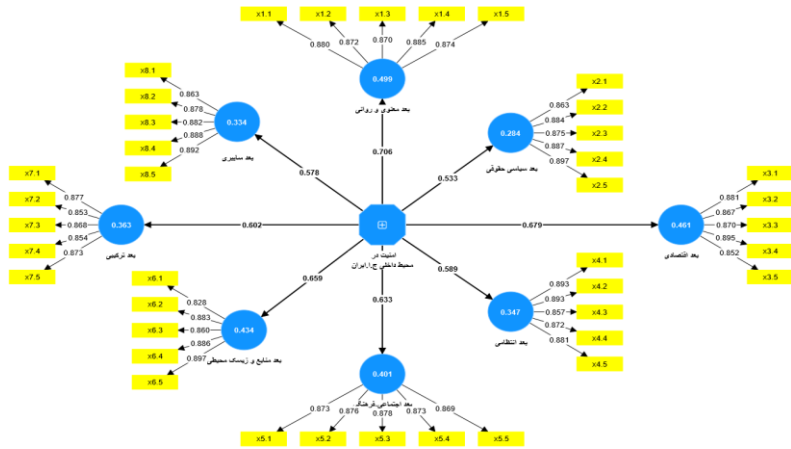 x1.1 x1.2 x1.3 x1.4 x1.5
0.880 0.872 0.870 0.885 0.874
0.499
بعد معنوی و روانی
0.706
x8.1
x8.2
x8.3
x8.4
x8.5
0.863
0.878
0.882
0.888
0.892
0.334
بعد سایبری
0.578
x2.1
x2.2
x2.3
x2.4
x2.5
0.863
0.884
0.875
0.887
0.897
0.284
بعد سیاسی حقوقی
0.533
x7.1
x7.2
x7.3
x7.4
x7.5
0.877
0.853
0.868
0.854
0.873
0.363
بعد ترکیبی
0.602
امنیت در
محیط داخلی ج.ا.ایران
0.679
0.461
بعد اقتصادی
x3.1
x3.2
x3.3
x3.4
x3.5
0.881
0.867
0.870
0.895
0.852
x6.1
x6.2
x6.3
x6.4
x6.5
0.828
0.883
0.860
0.886
0.897
0.434
بعد منابع و زیست محیطی
0.659
0.633
0.589
0.347
بعد انتظامی
x4.1
x4.2
x4.3
x4.4
x4.5
0.893
0.893
0.857
0.872
0.881
0.401
بعد اجتماعی فرهنگی
0.873 0.876 0.878 0.873 0.869
x5.1 x5.2 x5.3 x5.4 x5.5